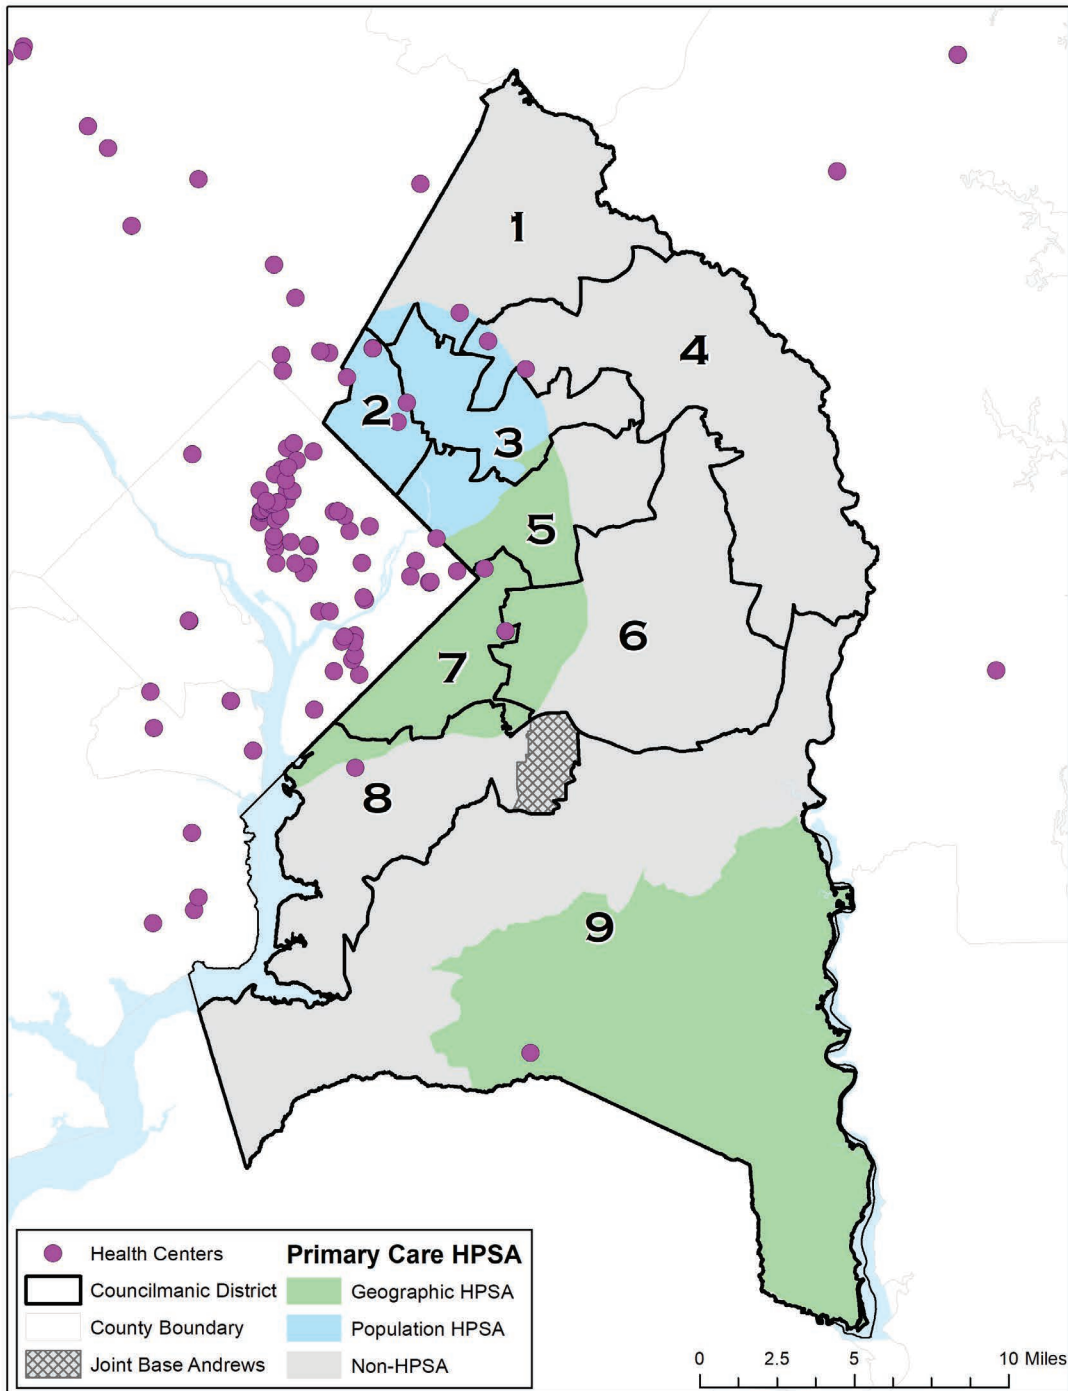 1
4
2
3
5
6
7
8
9
Health Centers
Councilmanic District
County Boundary
Joint Base Andrews
Primary Care HPSA
Geographic HPSA
Population HPSA
Non-HPSA
0 2.5 5 10 Miles